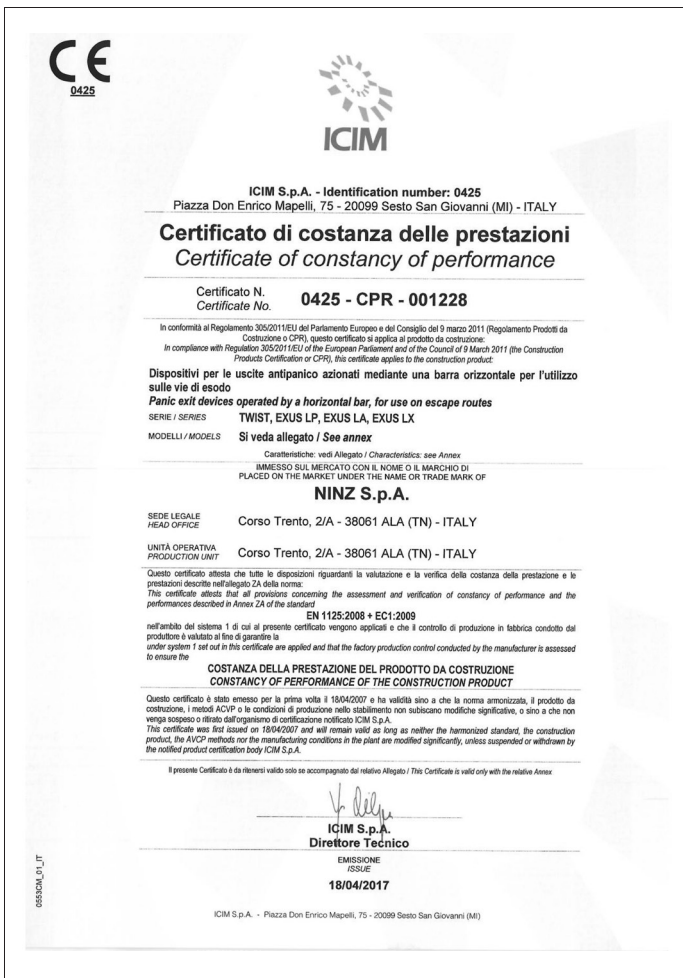 CE
0425
ICIM
ICIM S.p.A. - Identification number: 0425
Piazza Don Enrico Mapelli, 75 - 20099 Sesto San Giovanni (MI) - ITALY
Certificato di costanza delle prestazioni
Certificate of constancy of performance
Certificato N.
Certificate No.
0425 - CPR - 001228
In conformità al Regolamento 305/2011/EU del Parlamento Europeo e del Consiglio del 9 marzo 2011 (Regolamento Prodotti da
Costruzione o CPR), questo certificato si applica al prodotto da costruzione:
In compliance with Regulation 305/2011/EU of the European Parliament and of the Council of 9 March 2011 (the Construction
Products Certification or CPR), this certificate applies to the construction product:
Dispositivi per le uscite antipanico azionati mediante una barra orizzontale per l'utilizzo
sulle vie di esodo
Panic exit devices operated by a horizontal bar, for use on escape routes
SERIE / SERIES TWIST, EXUS LP, EXUS LA, EXUS LX
MODELLI / MODELS Si veda allegato / See annex
Caratteristiche: vedi Allegato / Characteristics: see Annex
IMMESSO SUL MERCATO CON IL NOME O IL MARCHIO DI
PLACED ON THE MARKET UNDER THE NAME OR TRADE MARK OF
NINZ S.p.A.
SEDE LEGALE
HEAD OFFICE
Corso Trento, 2/A - 38061 ALA (TN) - ITALY
UNITÀ OPERATIVA
PRODUCTION UNIT
Corso Trento, 2/A - 38061 ALA (TN) - ITALY
Questo certificato attesta che tutte le disposizioni riguardanti la valutazione e la verifica della costanza della prestazione e le
prestazioni descritte nell'allegato ZA della norma:
This certificate attests that all provisions concerning the assessment and verification of constancy of performance and the
performances described in Annex ZA of the standard
EN 1125:2008 + EC1:2009
nell'ambito del sistema 1 di cui al presente certificato vengono applicati e che il controllo di produzione in fabbrica condotto dal
produttore è valutato al fine di garantire la
under system 1 set out in this certificate are applied and that the factory production control conducted by the manufacturer is assessed
to ensure the
COSTANZA DELLA PRESTAZIONE DEL PRODOTTO DA COSTRUZIONE
CONSTANCY OF PERFORMANCE OF THE CONSTRUCTION PRODUCT
Questo certificato è stato emesso per la prima volta il 18/04/2007 e ha validità sino a che la norma armonizzata, il prodotto da
costruzione, i metodi ACVP o le condizioni di produzione nello stabilimento non subiscano modifiche significative, o sino a che non
venga sospeso o ritirato dall'organismo di certificazione notificato ICIM S.p.A.
This certificate was first issued on 18/04/2007 and will remain valid as long as neither the harmonized standard, the construction
product, the AVCP methods nor the manufacturing conditions in the plant are modified significantly, unless suspended or withdrawn by
the notified product certification body ICIM S.p.A.
Il presente Certificato è da ritenersi valido solo se accompagnato dal relativo Allegato / This Certificate is valid only with the relative Annex
ICIM S.p.A.
Direttore Tecnico
EMISSIONE
ISSUE
18/04/2017
0553CM_01_IT
ICIM S.p.A. - Piazza Don Enrico Mapelli, 75 - 20099 Sesto San Giovanni (MI)